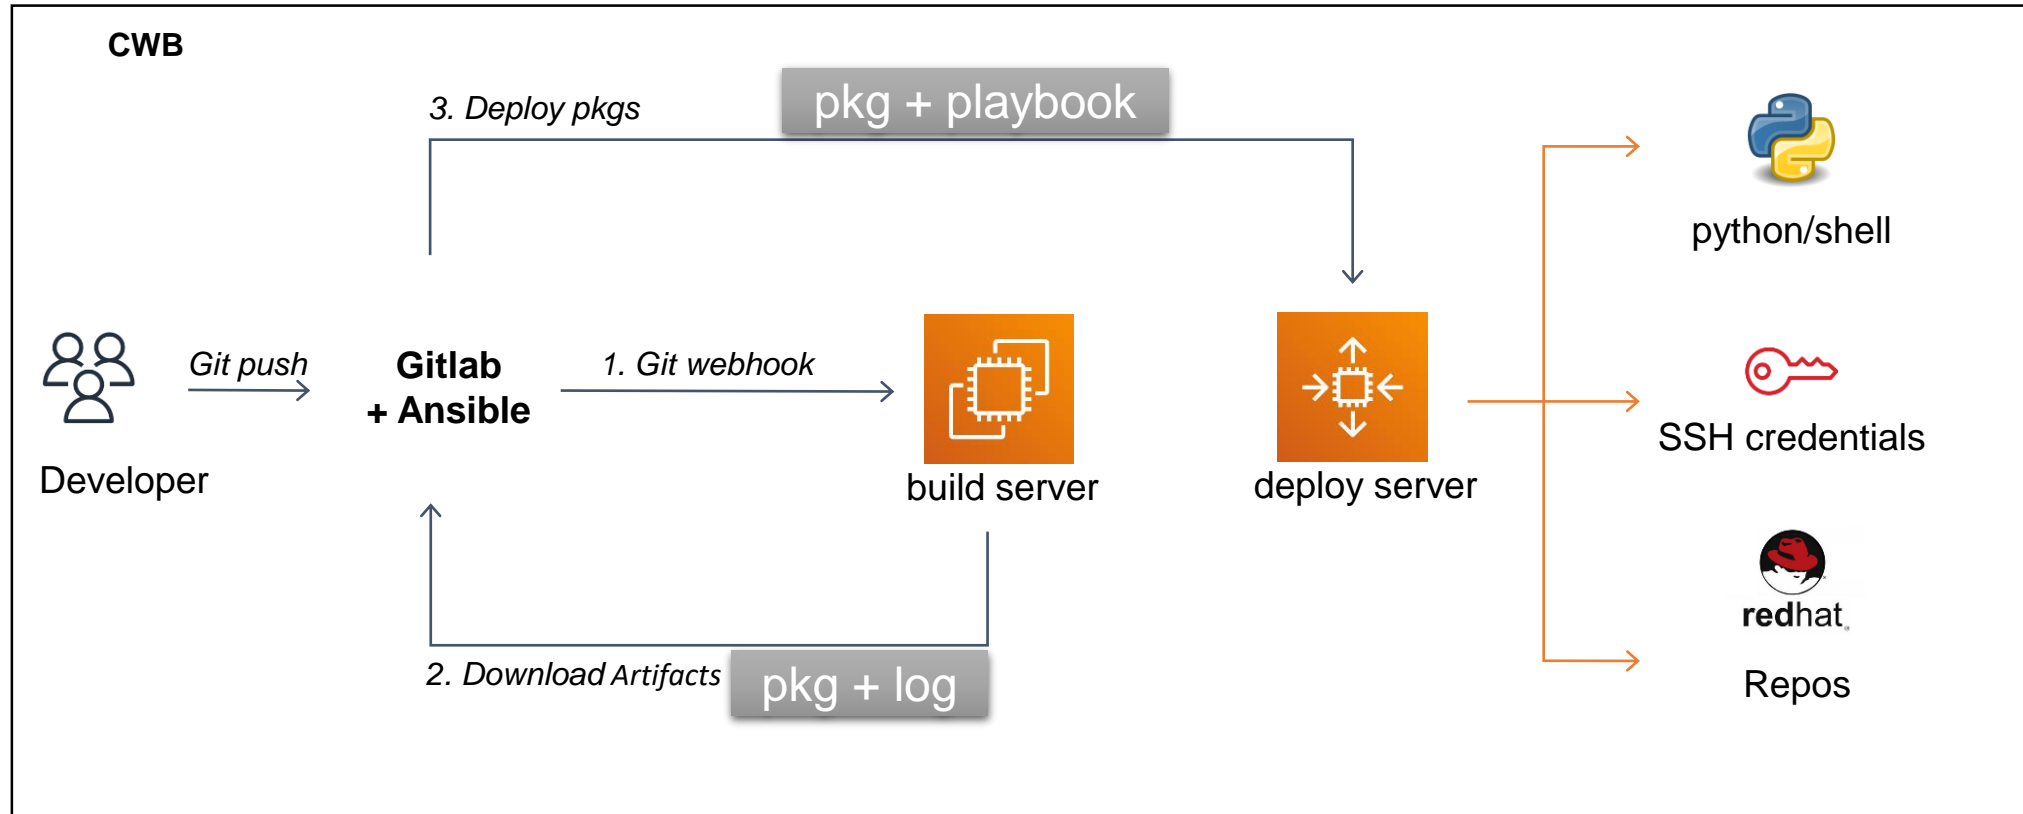 CWB
3. Deploy pkgs
pkg + playbook
python/shell
Git push
Gitlab
+ Ansible
1. Git webhook
SSH credentials
Developer
build server
deploy server
redhat
2. Download Artifacts
pkg + log
Repos